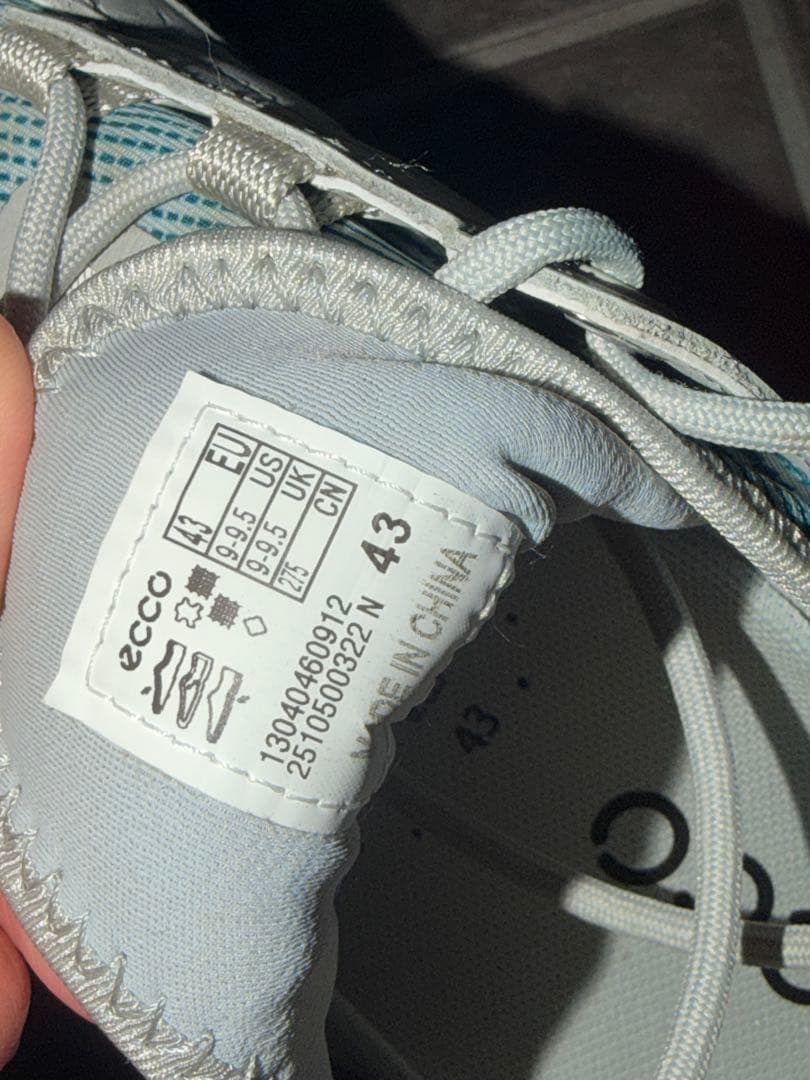 EU 43
US 9-9.5
UK 9-9.5
CN 275
ecco
13040460912
2510500322 N
43
MADE IN CHINA
43